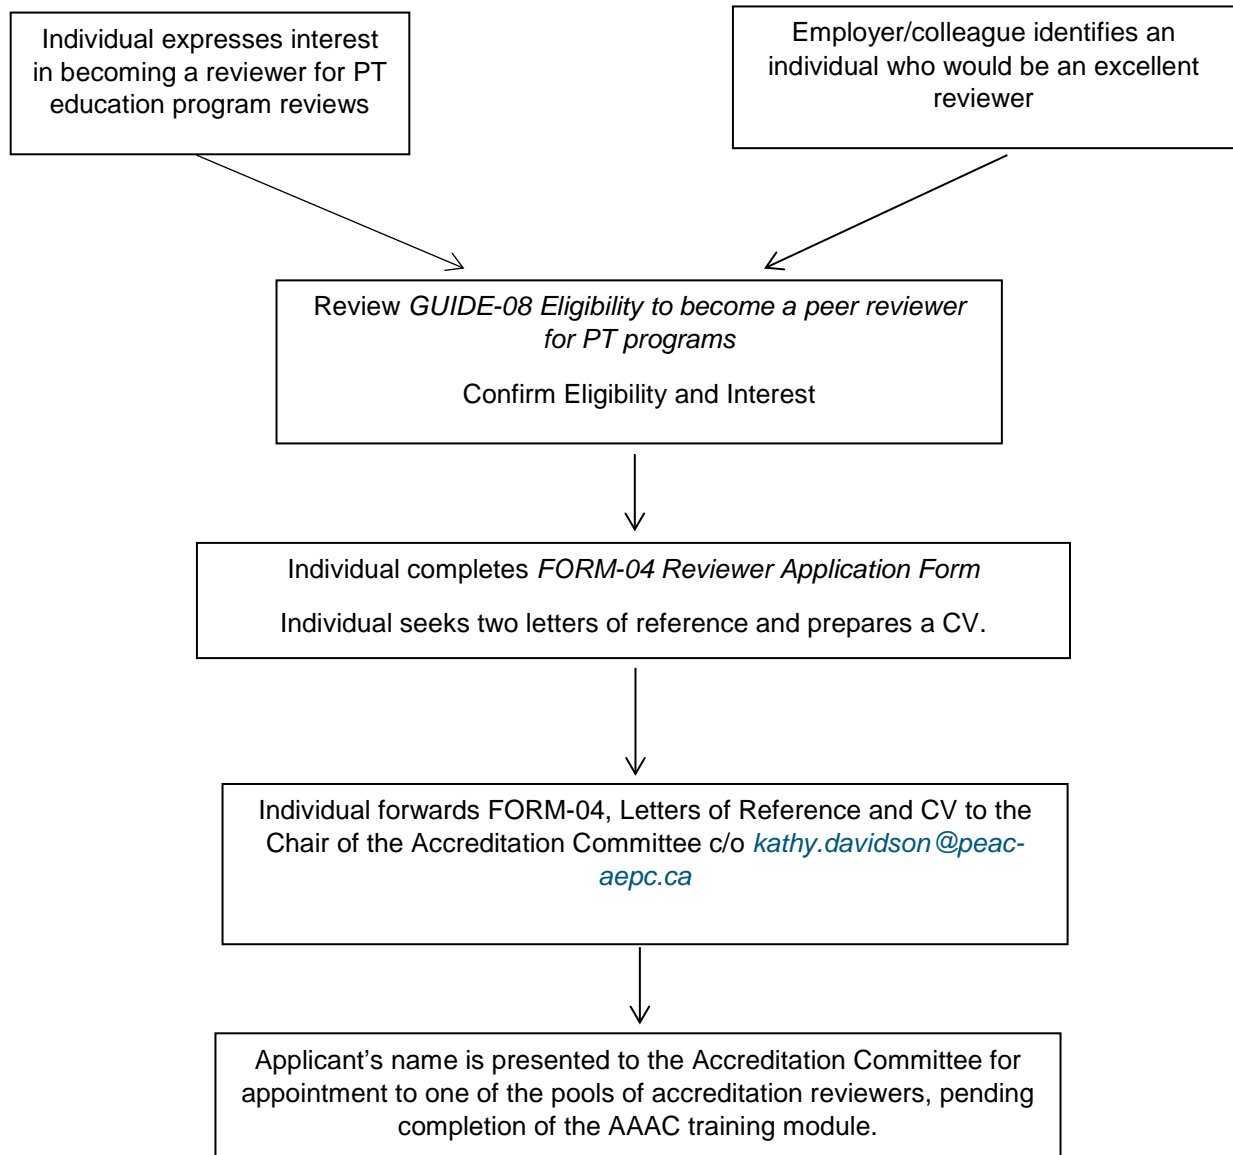 Individual expresses interest
in becoming a reviewer for PT
education program reviews
Employer/colleague identifies an
individual who would be an excellent
reviewer
Review GUIDE-08 Eligibility to become a peer reviewer
for PT programs
Confirm Eligibility and Interest
Individual completes FORM-04 Reviewer Application Form
Individual seeks two letters of reference and prepares a CV.
Individual forwards FORM-04, Letters of Reference and CV to the
Chair of the Accreditation Committee c/o kathy.davidson@peac-
aepc.ca
Applicant’s name is presented to the Accreditation Committee for
appointment to one of the pools of accreditation reviewers, pending
completion of the AAAC training module.